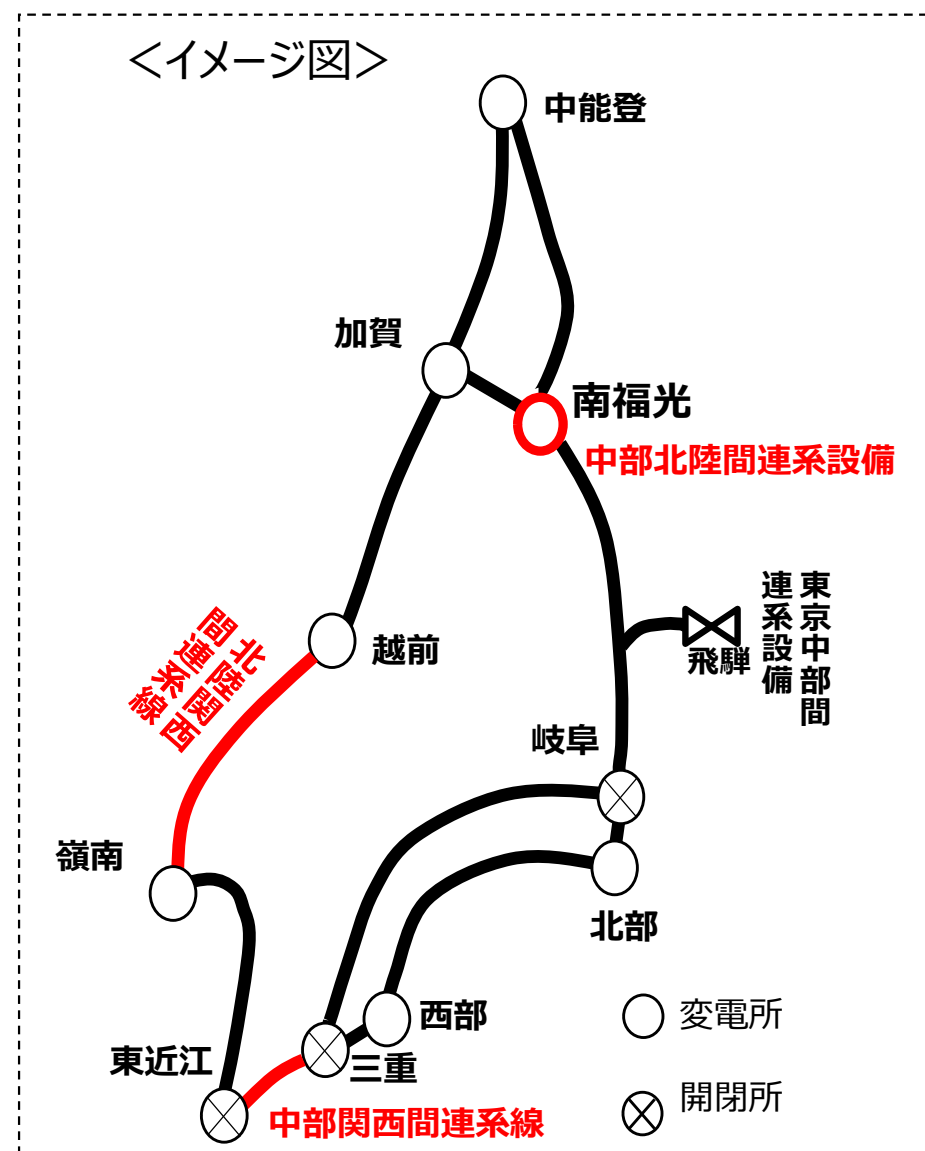 ＜イメージ図＞
中能登
加賀
南福光
中部北陸間連系設備
東京中部間
連系設備
飛騨
越前
北陸関西
間連系線
岐阜
嶺南
北部
西部
変電所
三重
東近江
開閉所
中部関西間連系線